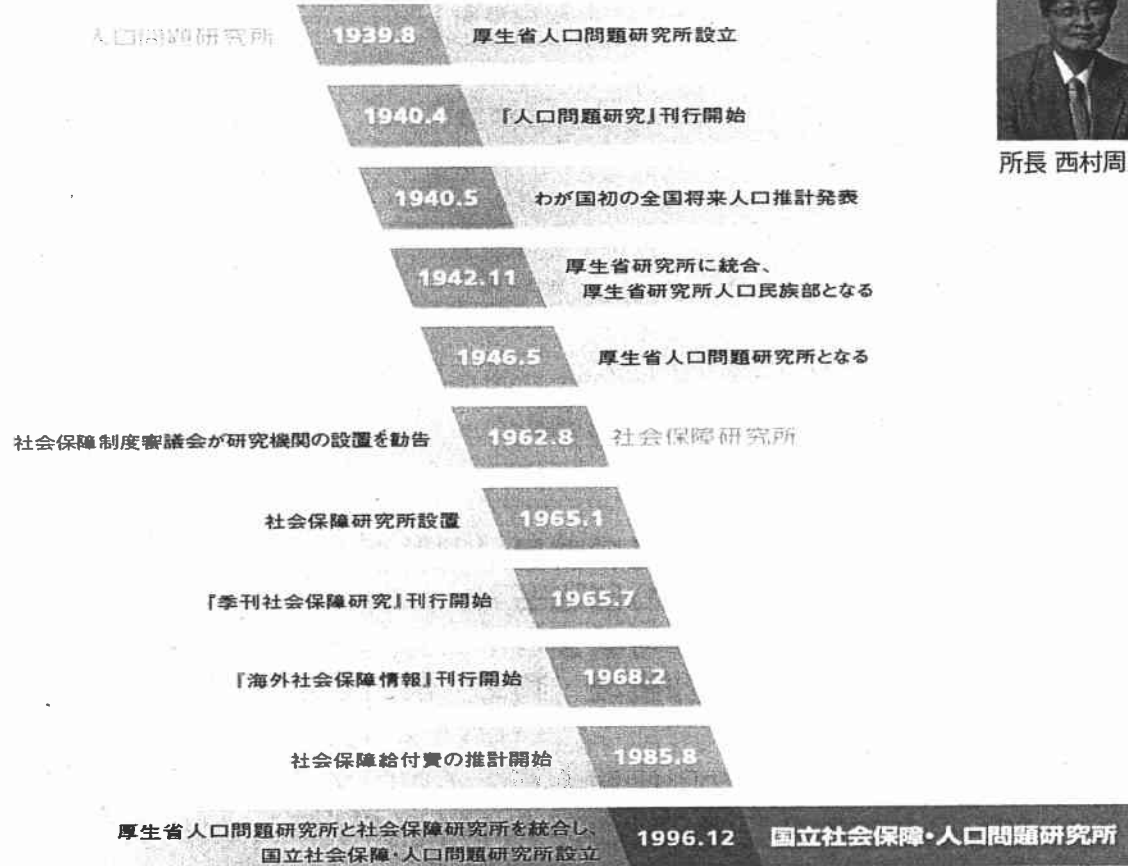 人口問題研究所
1939.8 厚生省人口問題研究所設立
1940.4 『人口問題研究』刊行開始
所長 西村周
1940.5 わが国初の全国将来人口推計発表
1942.11 厚生省研究所に統合、
厚生省研究所人口民族部となる
1946.5 厚生省人口問題研究所となる
社会保障制度審議会が研究機関の設置を勧告 1962.8 社会保障研究所
社会保障研究所設置 1965.1
『季刊社会保障研究』刊行開始 1965.7
『海外社会保障情報』刊行開始 1968.2
社会保障給付費の推計開始 1985.8
厚生省人口問題研究所と社会保障研究所を統合し、
国立社会保障・人口問題研究所設立
1996.12 国立社会保障・人口問題研究所